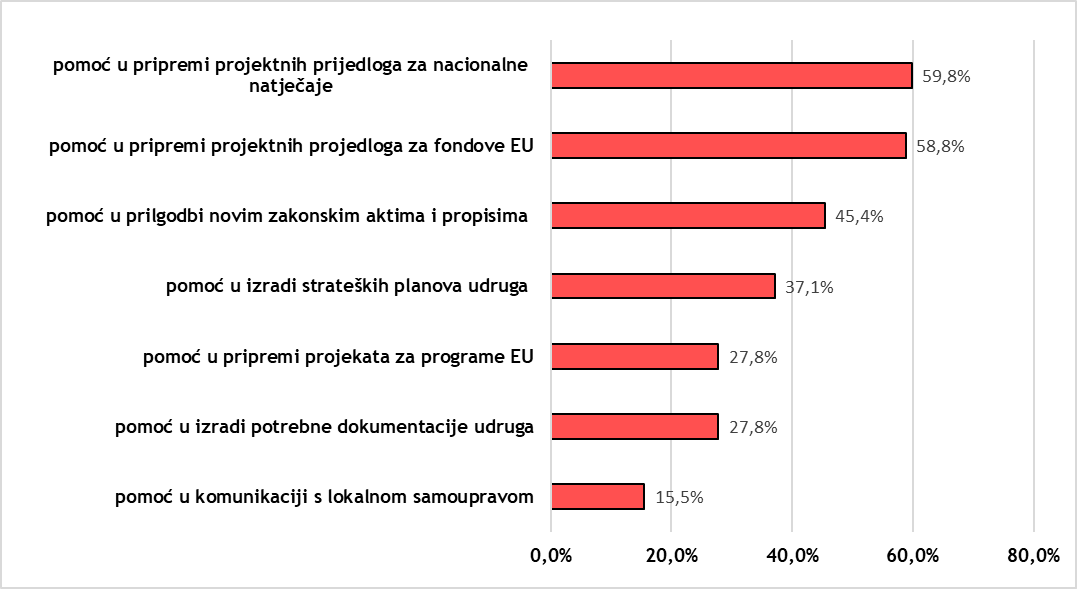 pomoć u pripremi projektnih prijedloga za nacionalne
natječaje
59,8%
pomoć u pripremi projektnih projedloga za fondove EU
58,8%
pomoć u prilgodbi novim zakonskim aktima i propisima
45,4%
pomoć u izradi strateških planova udruga
37,1%
pomoć u pripremi projekata za programe EU
27,8%
pomoć u izradi potrebne dokumentacije udruga
27,8%
pomoć u komunikaciji s lokalnom samoupravom
15,5%
0,0% 20,0% 40,0% 60,0% 80,0%